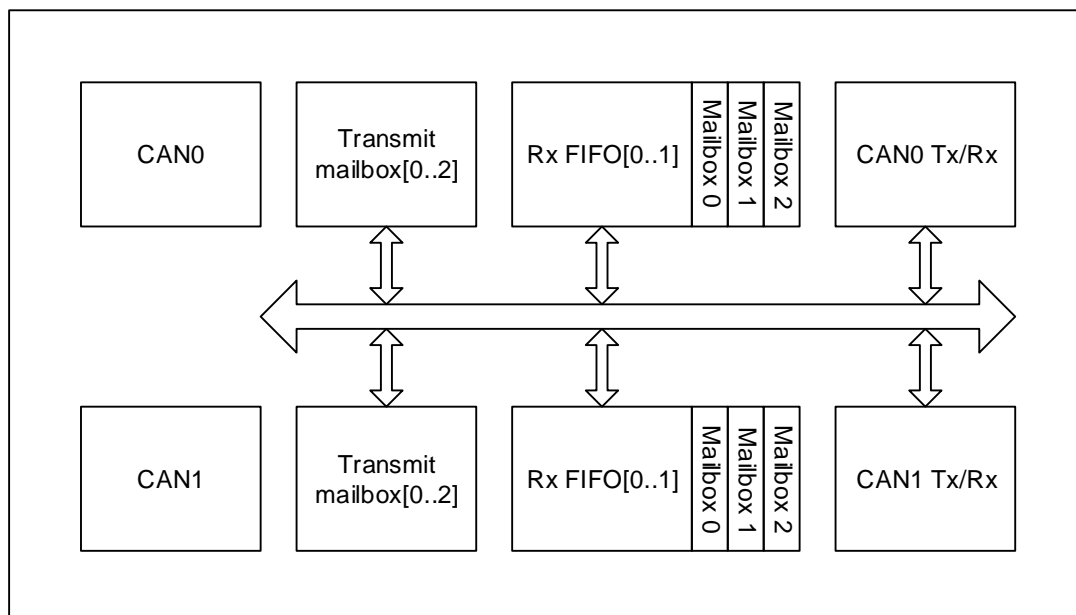 CAN0
Transmit
mailbox[0..2]
Rx FIFO[0..1]
Mailbox 0
Mailbox 1
Mailbox 2
CAN0 Tx/Rx
CAN1
Transmit
mailbox[0..2]
Rx FIFO[0..1]
Mailbox 0
Mailbox 1
Mailbox 2
CAN1 Tx/Rx